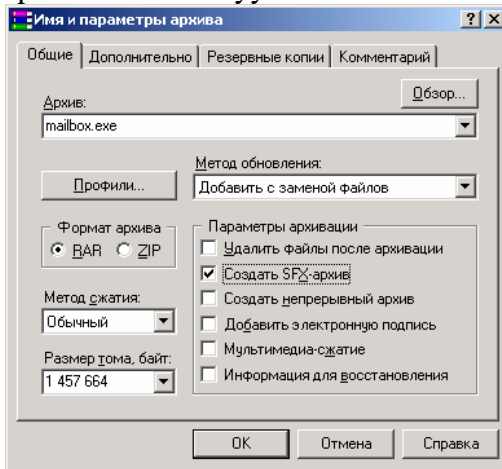 Имя и параметры архива
Общие Дополнительно Резервные копии Комментарий
Обзор...
Архив:
mailbox.exe
Метод обновления:
Профили... Добавить с заменой файлов
Формат архива Параметры архивации
RAR ZIP Удалить файлы после архивации
Создать SFX-архив
Метод сжатия: Создать непрерывный архив
Обычный Добавить электронную подпись
Размер тома, байт: Мультимедиа-сжатие
1 457 664 Информация для восстановления
OK Отмена Справка